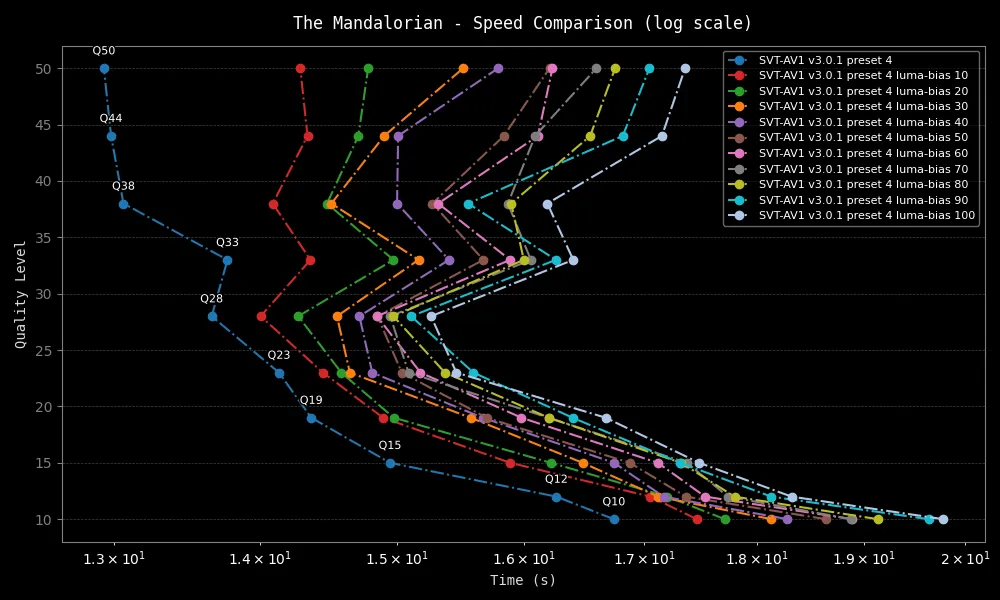 The Mandalorian - Speed Comparison (log scale)
Quality Level
50
45
40
35
30
25
20
15
10
Q50
Q44
Q38
Q33
Q28
Q23
Q19
Q15
Q12
Q10
SVT-AV1 v3.0.1 preset 4
SVT-AV1 v3.0.1 preset 4 luma-bias 10
SVT-AV1 v3.0.1 preset 4 luma-bias 20
SVT-AV1 v3.0.1 preset 4 luma-bias 30
SVT-AV1 v3.0.1 preset 4 luma-bias 40
SVT-AV1 v3.0.1 preset 4 luma-bias 50
SVT-AV1 v3.0.1 preset 4 luma-bias 60
SVT-AV1 v3.0.1 preset 4 luma-bias 70
SVT-AV1 v3.0.1 preset 4 luma-bias 80
SVT-AV1 v3.0.1 preset 4 luma-bias 90
SVT-AV1 v3.0.1 preset 4 luma-bias 100
1.3 × 10¹ 1.4 × 10¹ 1.5 × 10¹ 1.6 × 10¹ 1.7 × 10¹ 1.8 × 10¹ 1.9 × 10¹ 2 × 10¹
Time (s)